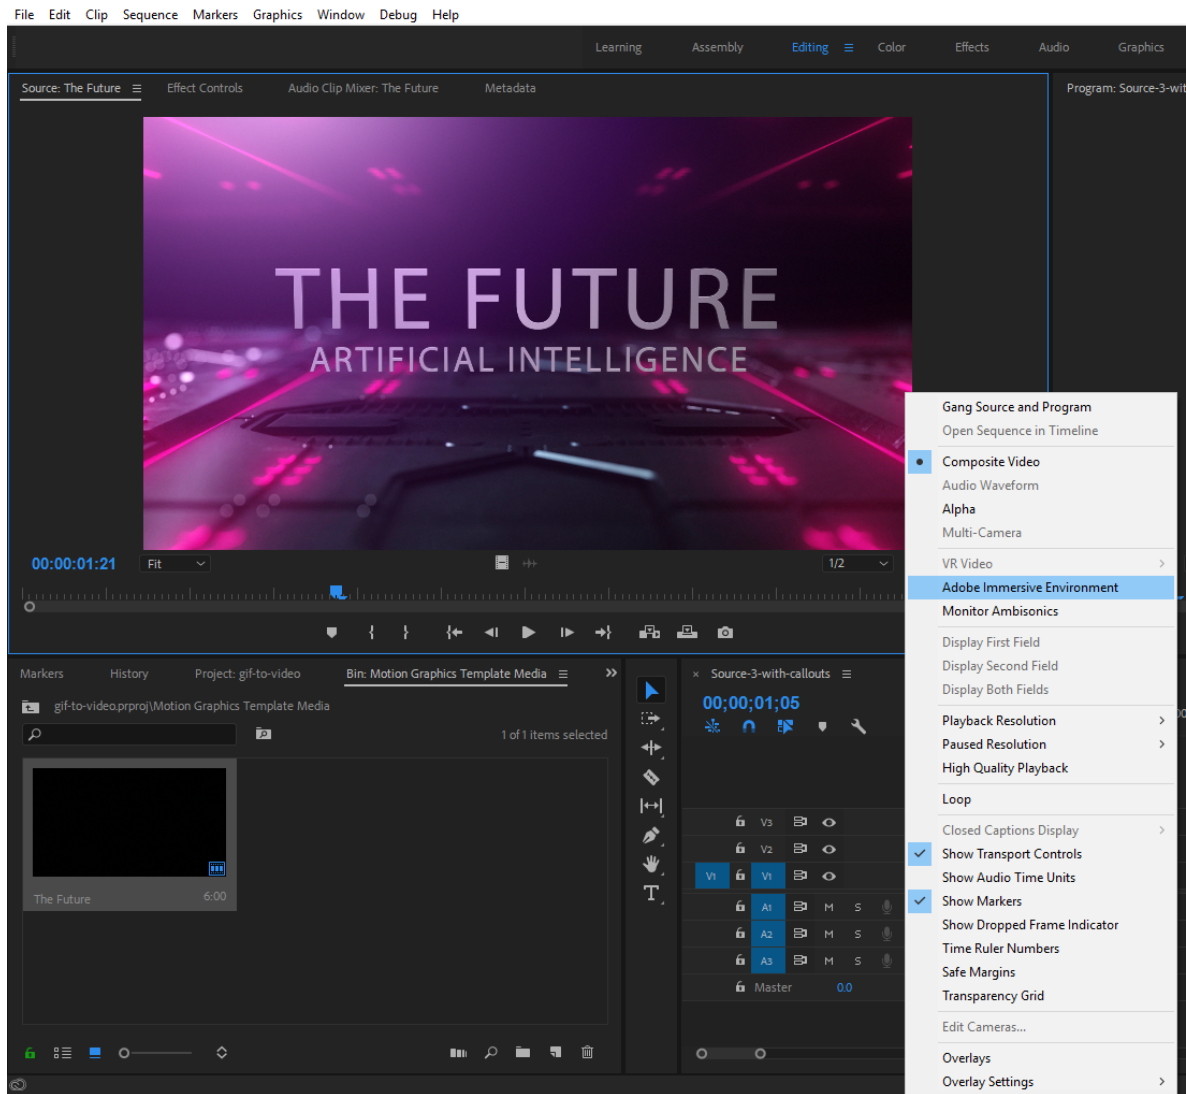 File Edit Clip Sequence Markers Graphics Window Debug Help
Learning Assembly Editing Color Effects Audio Graphics
Source: The Future Effect Controls Audio Clip Mixer: The Future Metadata
Program: Source-3-wit
THE FUTURE
ARTIFICIAL INTELLIGENCE
00:00:01:21 Fit 1/2
Markers History Project: gif-to-video Bin: Motion Graphics Template Media
gif-to-video.prproj\Motion Graphics Template Media
1 of 1 items selected
The Future 6:00
Source-3-with-callouts
00;00;01;05
V3
V2
V1 V1
A1 M S
A2 M S
A3 M S
Master 0.0
Gang Source and Program
Open Sequence in Timeline
Composite Video
Audio Waveform
Alpha
Multi-Camera
VR Video
Adobe Immersive Environment
Monitor Ambisonics
Display First Field
Display Second Field
Display Both Fields
Playback Resolution
Paused Resolution
High Quality Playback
Loop
Closed Captions Display
Show Transport Controls
Show Audio Time Units
Show Markers
Show Dropped Frame Indicator
Time Ruler Numbers
Safe Margins
Transparency Grid
Edit Cameras...
Overlays
Overlay Settings